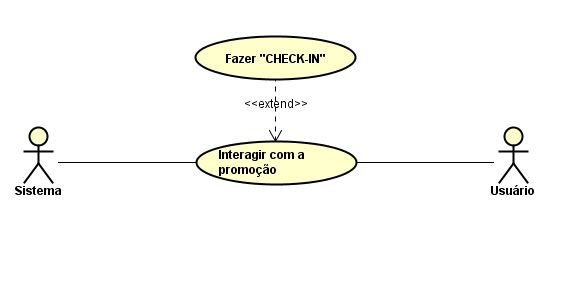 Fazer "CHECK-IN"
<<extend>>
Interagir com a
promoção
Sistema
Usuário